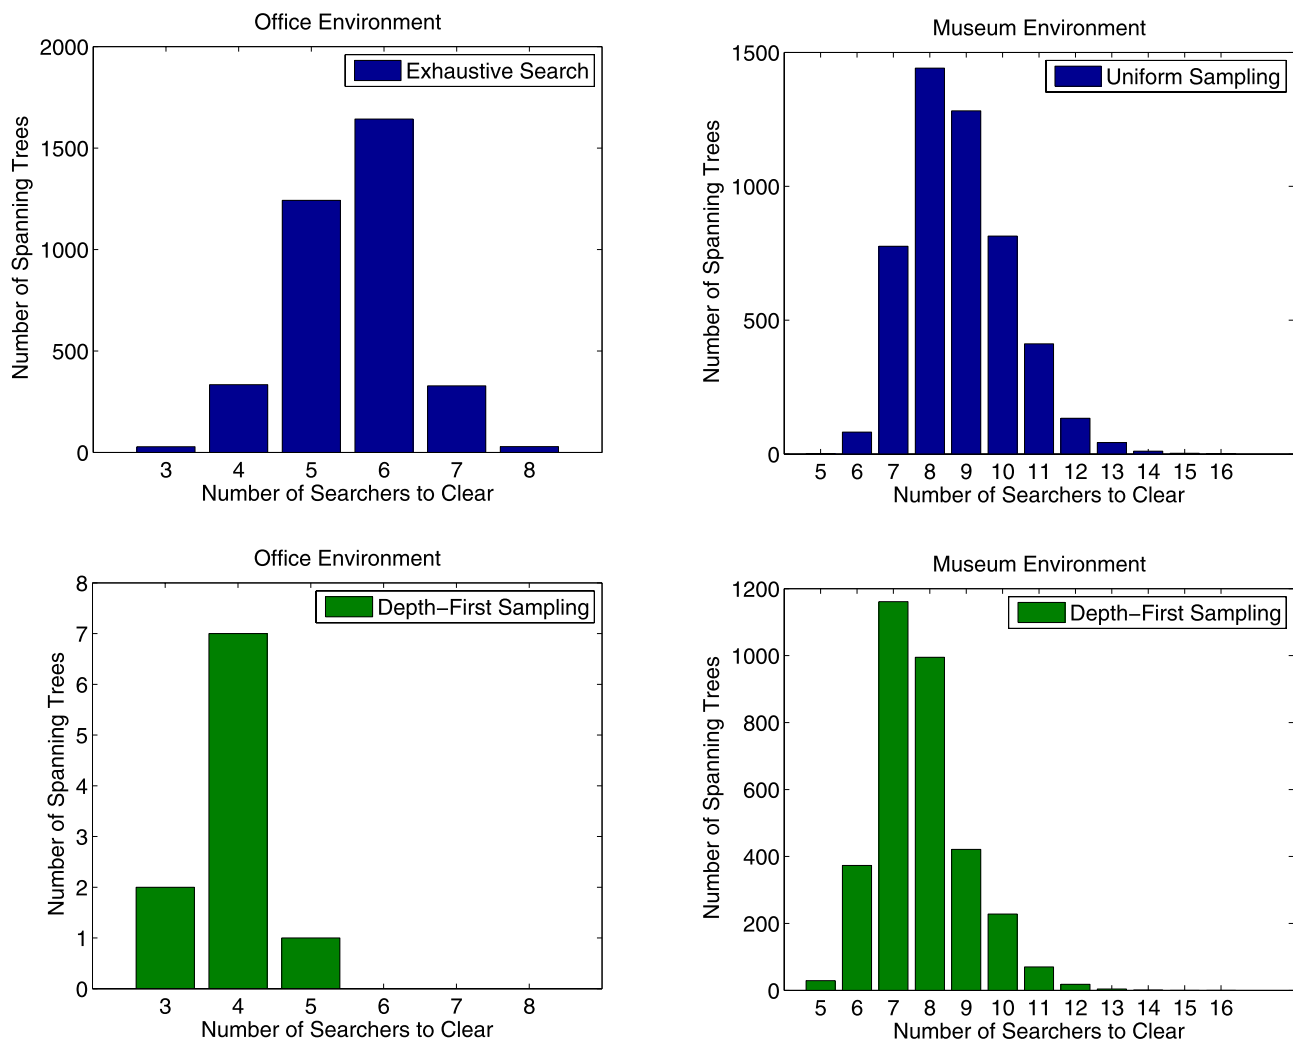 Office Environment
2000
1500
1000
500
0
Number of Spanning Trees
Exhaustive Search
3 4 5 6 7 8
Number of Searchers to Clear
Museum Environment
1500
1000
500
0
Number of Spanning Trees
Uniform Sampling
5 6 7 8 9 10 11 12 13 14 15 16
Number of Searchers to Clear
Office Environment
8
7
6
5
4
3
2
1
0
Number of Spanning Trees
Depth−First Sampling
3 4 5 6 7 8
Number of Searchers to Clear
Museum Environment
1200
1000
800
600
400
200
0
Number of Spanning Trees
Depth−First Sampling
5 6 7 8 9 10 11 12 13 14 15 16
Number of Searchers to Clear